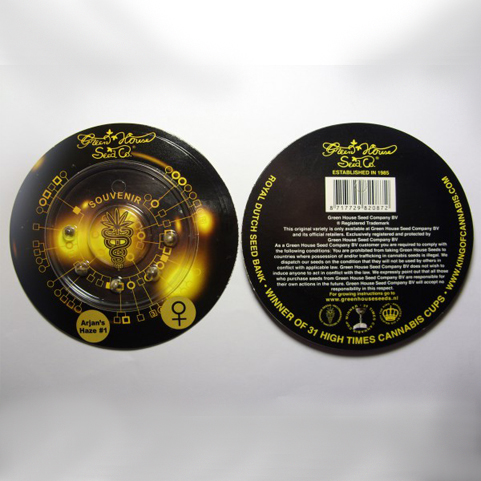 Green House
Seed Co.
SOUVENIR
Arjan's
Haze #1
Green House
Seed Co.
ESTABLISHED IN 1985
8 717729 820872
Green House Seed Company BV
® Registered Trademark
This original variety is only available at Green House Seed Company BV
and its official retailers. Exclusively registered and protected by
Green House Seed Company BV
As a Green House Seed Company BV customer you are required to comply with
the following conditions. You are prohibited from taking Green House Seeds to
countries where possession of and/or trafficking in cannabis seeds is illegal. We
dispatch our seeds on the condition that they will not be used by others in
conflict with applicable law. Green House Seed Company BV does not wish to
induce anyone to act in conflict with the law. We expressly point out that all those
who purchase seeds from Green House Seed Company BV are responsible for
their own actions in the future. Green House Seed Company BV will accept no
responsibility in this respect.
For growing instructions go to
www.greenhouseseeds.nl
ROYAL DUTCH SEED BANK • WINNER OF 31 HIGH TIMES CANNABIS CUPS • WWW.KINGOFCANNABIS.COM